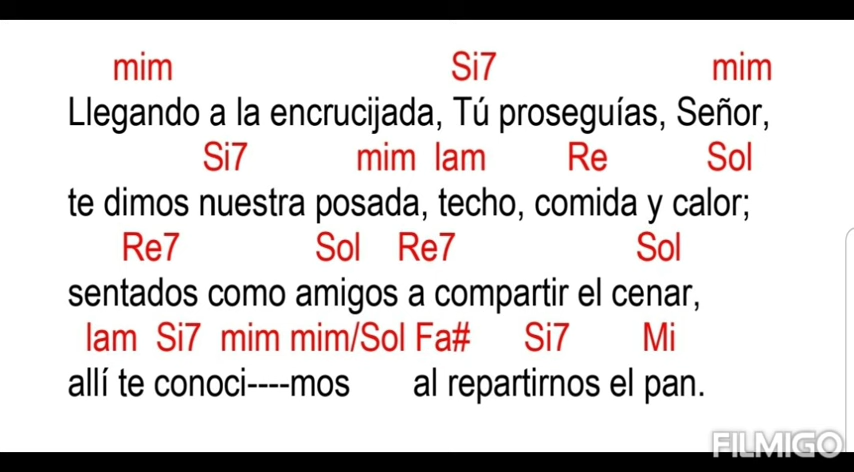 mim Si7 mim
Llegando a la encrucijada, Tú proseguías, Señor,
Si7 mim lam Re Sol
te dimos nuestra posada, techo, comida y calor;
Re7 Sol Re7 Sol
sentados como amigos a compartir el cenar,
lam Si7 mim mim/Sol Fa# Si7 Mi
allí te conoci----mos al repartirnos el pan.
FILMIGO